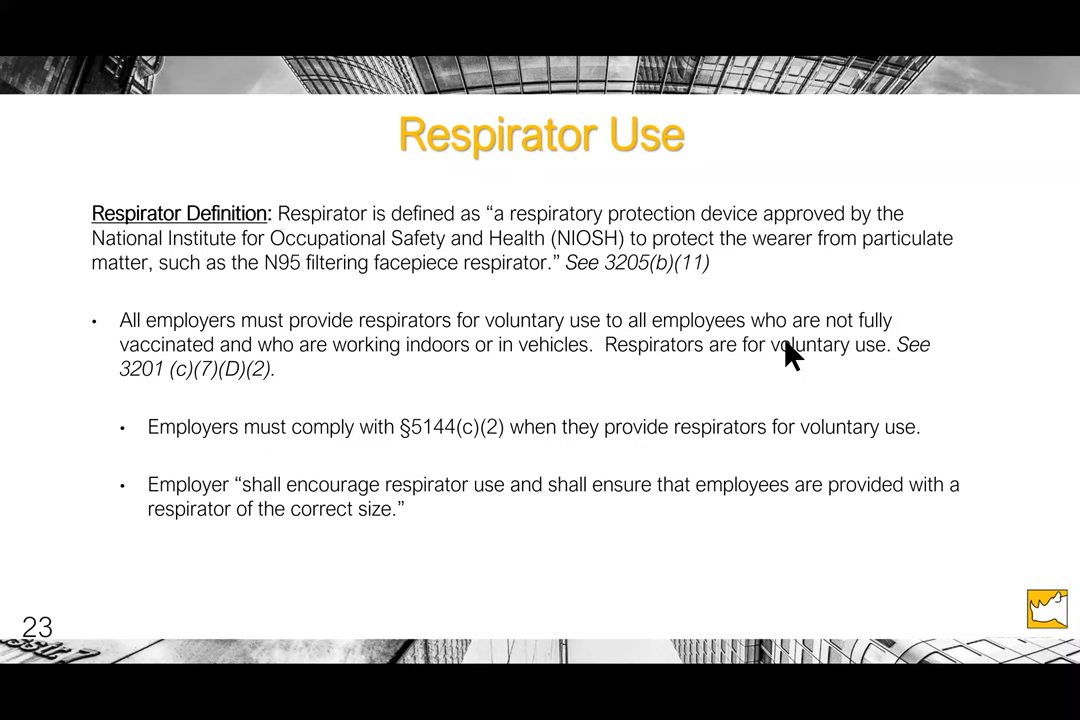 Respirator Use
Respirator Definition: Respirator is defined as “a respiratory protection device approved by the
National Institute for Occupational Safety and Health (NIOSH) to protect the wearer from particulate
matter, such as the N95 filtering facepiece respirator.” See 3205(b)(11)
• All employers must provide respirators for voluntary use to all employees who are not fully
vaccinated and who are working indoors or in vehicles. Respirators are for voluntary use. See
3201 (c)(7)(D)(2).
• Employers must comply with §5144(c)(2) when they provide respirators for voluntary use.
• Employer “shall encourage respirator use and shall ensure that employees are provided with a
respirator of the correct size.”
23